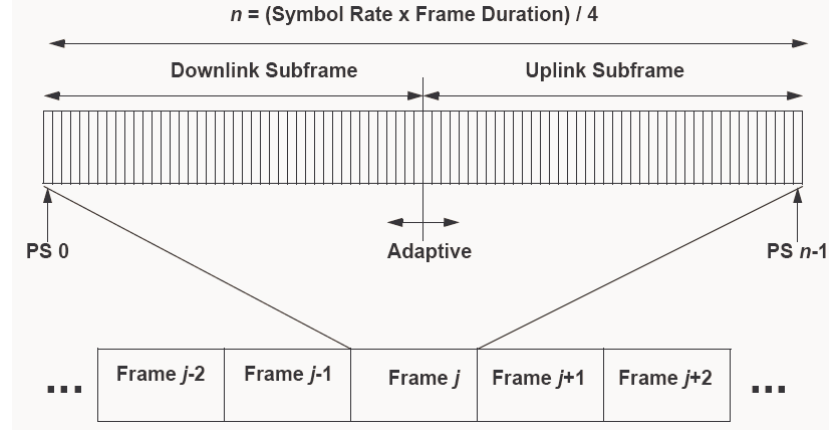 n = (Symbol Rate x Frame Duration) / 4
Downlink Subframe Uplink Subframe
PS 0 Adaptive PS n-1
... Frame j-2 Frame j-1 Frame j Frame j+1 Frame j+2 ...